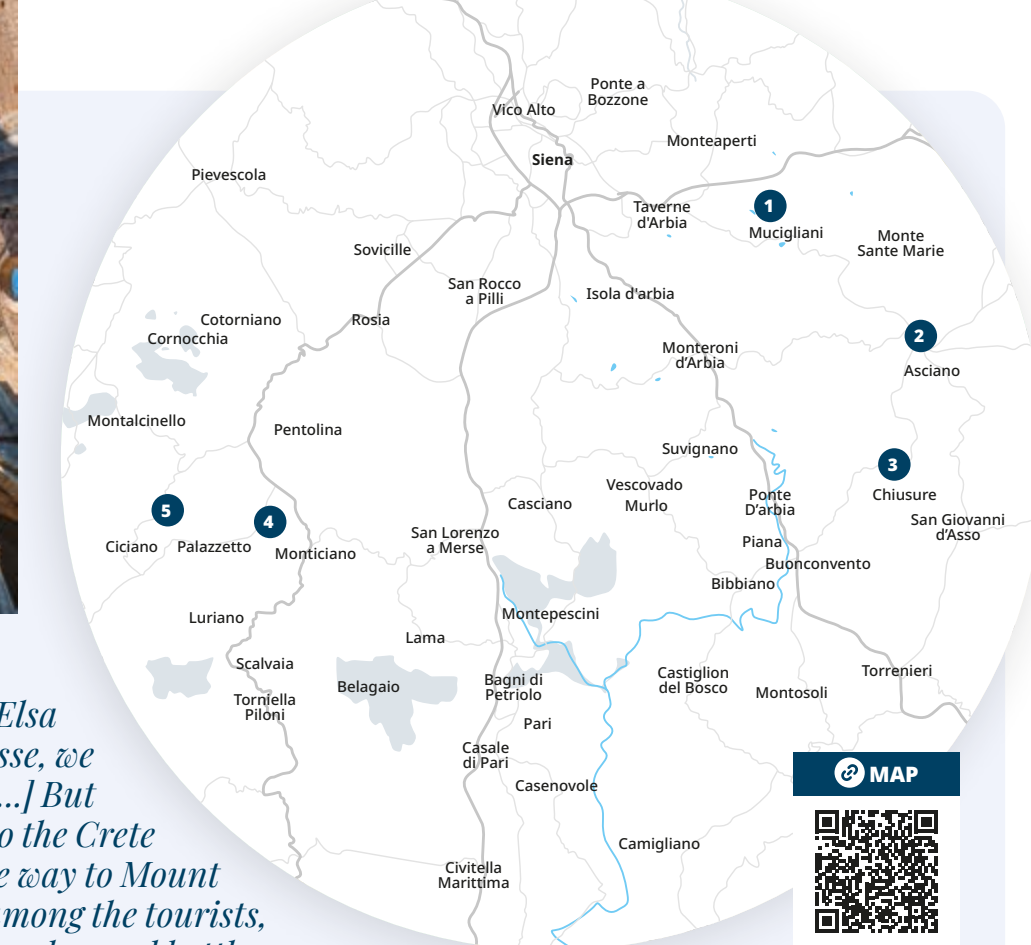 Ponte a
Bozzone
Vico Alto
Monteaperti
Siena
Pievescola
1
Taverne
d'Arbia
Mucigliani
Monte
Sante Marie
Sovicille
San Rocco
a Pilli
Isola d'arbia
Cotorniano
Rosia
Cornocchia
2
Monteroni
d'Arbia
Asciano
Montalcinello
Pentolina
Suvignano
3
Vescovado
Murlo
Casciano
Ponte
D'arbia
Chiusure
5
4
San Giovanni
d'Asso
San Lorenzo
a Merse
Piana
Ciciano
Palazzetto
Monticiano
Buonconvento
Bibbiano
Luriano
Montepescini
Lama
Scalvaia
Castiglion
del Bosco
Torrenieri
Belagaio
Bagni di
Petriolo
Montosoli
Torniella
Piloni
Pari
Casale
di Pari
Casenovole
Camigliano
Civitella
Marittima
MAP
Elsa
sse, we
...] But
o the Crete
e way to Mount
among the tourists,